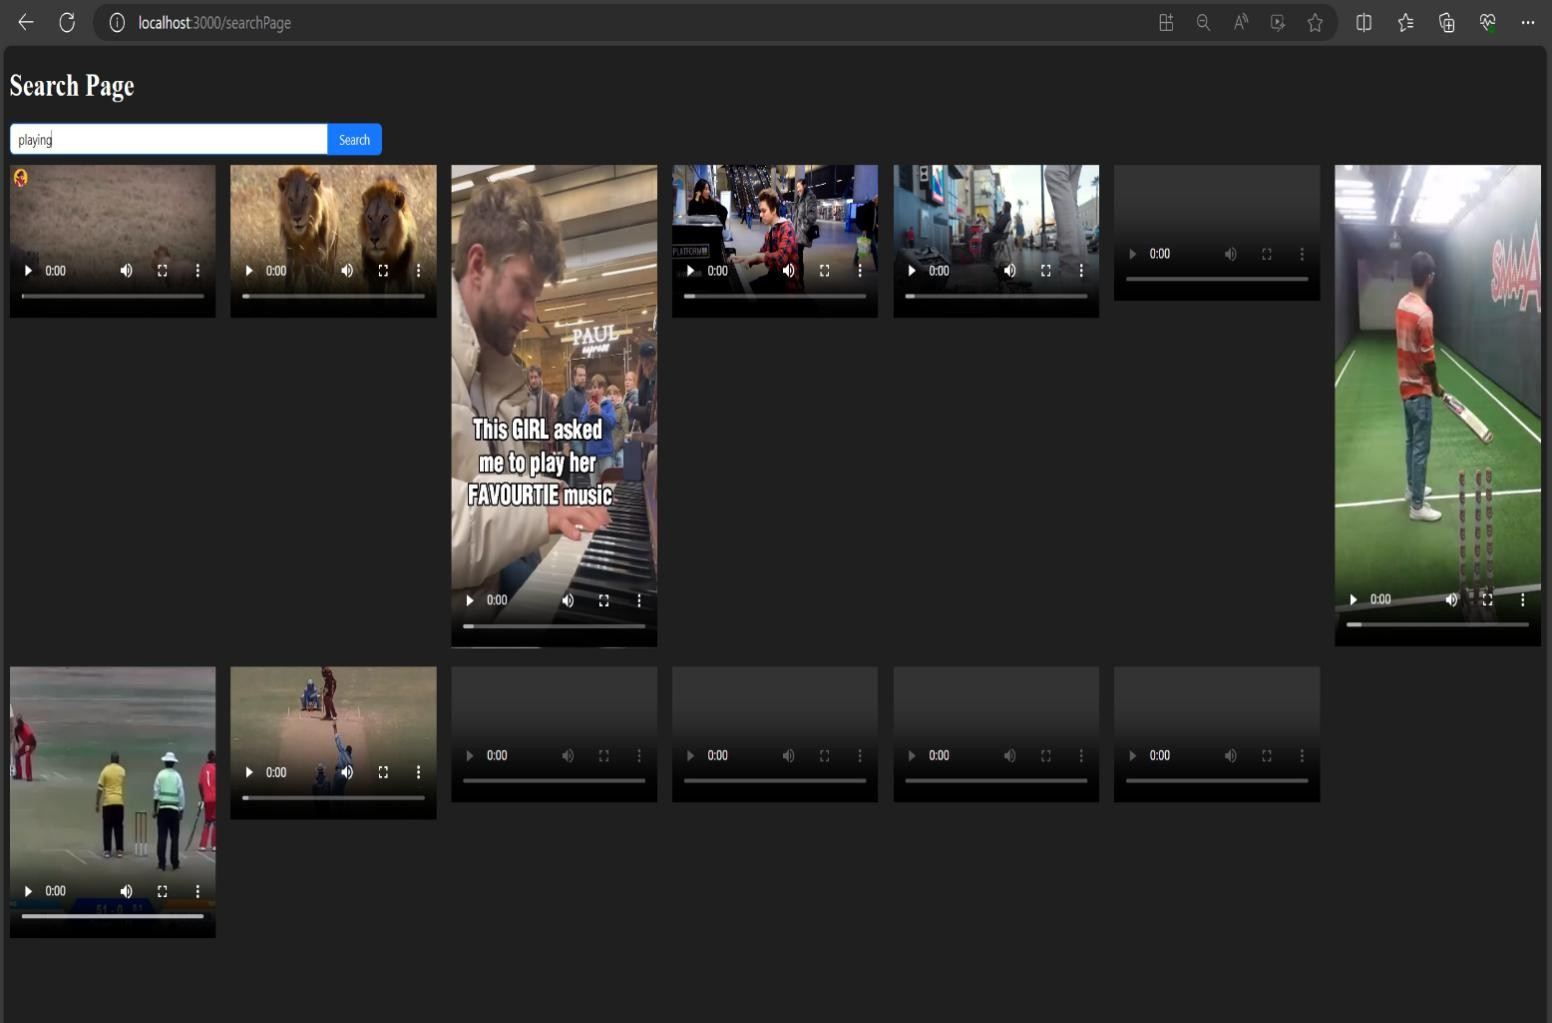 localhost:3000/searchPage
Search Page
playing
Search
0:00
0:00
PAUL
express
This GIRL asked
me to play her
FAVOURTIE music
0:00
PLATFORM
0:00
0:00
0:00
SMAAA
0:00
0:00
0:00
0:00
0:00
0:00
0:00